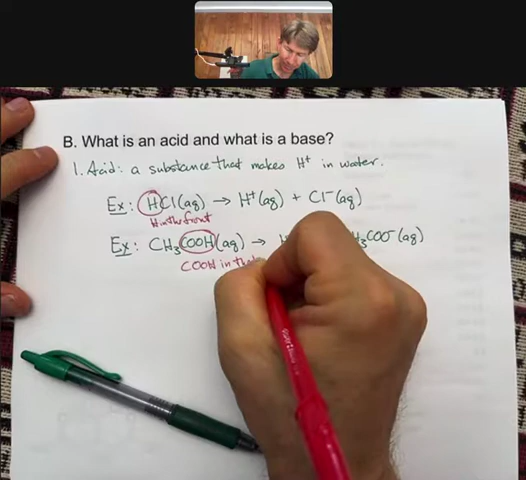 B. What is an acid and what is a base?
1. Acid: a substance that makes H⁺ in water.
Ex: HCl(aq) → H⁺(aq) + Cl⁻(aq)
H in the front
Ex: CH₃COOH(aq) → H₃COO⁻(aq)
COOH in